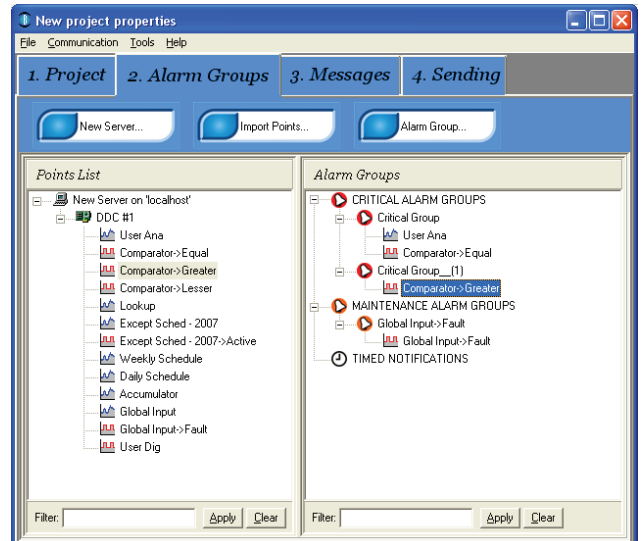 New project properties
File Communication Tools Help
1. Project 2. Alarm Groups 3. Messages 4. Sending
New Server... Import Points... Alarm Group...
Points List
New Server on 'localhost'
DDC #1
User Ana
Comparator->Equal
Comparator->Greater
Comparator->Lesser
Lookup
Except Sched - 2007
Except Sched - 2007->Active
Weekly Schedule
Daily Schedule
Accumulator
Global Input
Global Input->Fault
User Dig
Filter: Apply Clear
Alarm Groups
CRITICAL ALARM GROUPS
Critical Group
User Ana
Comparator->Equal
Critical Group__(1)
Comparator->Greater
MAINTENANCE ALARM GROUPS
Global Input->Fault
Global Input->Fault
TIMED NOTIFICATIONS
Filter: Apply Clear